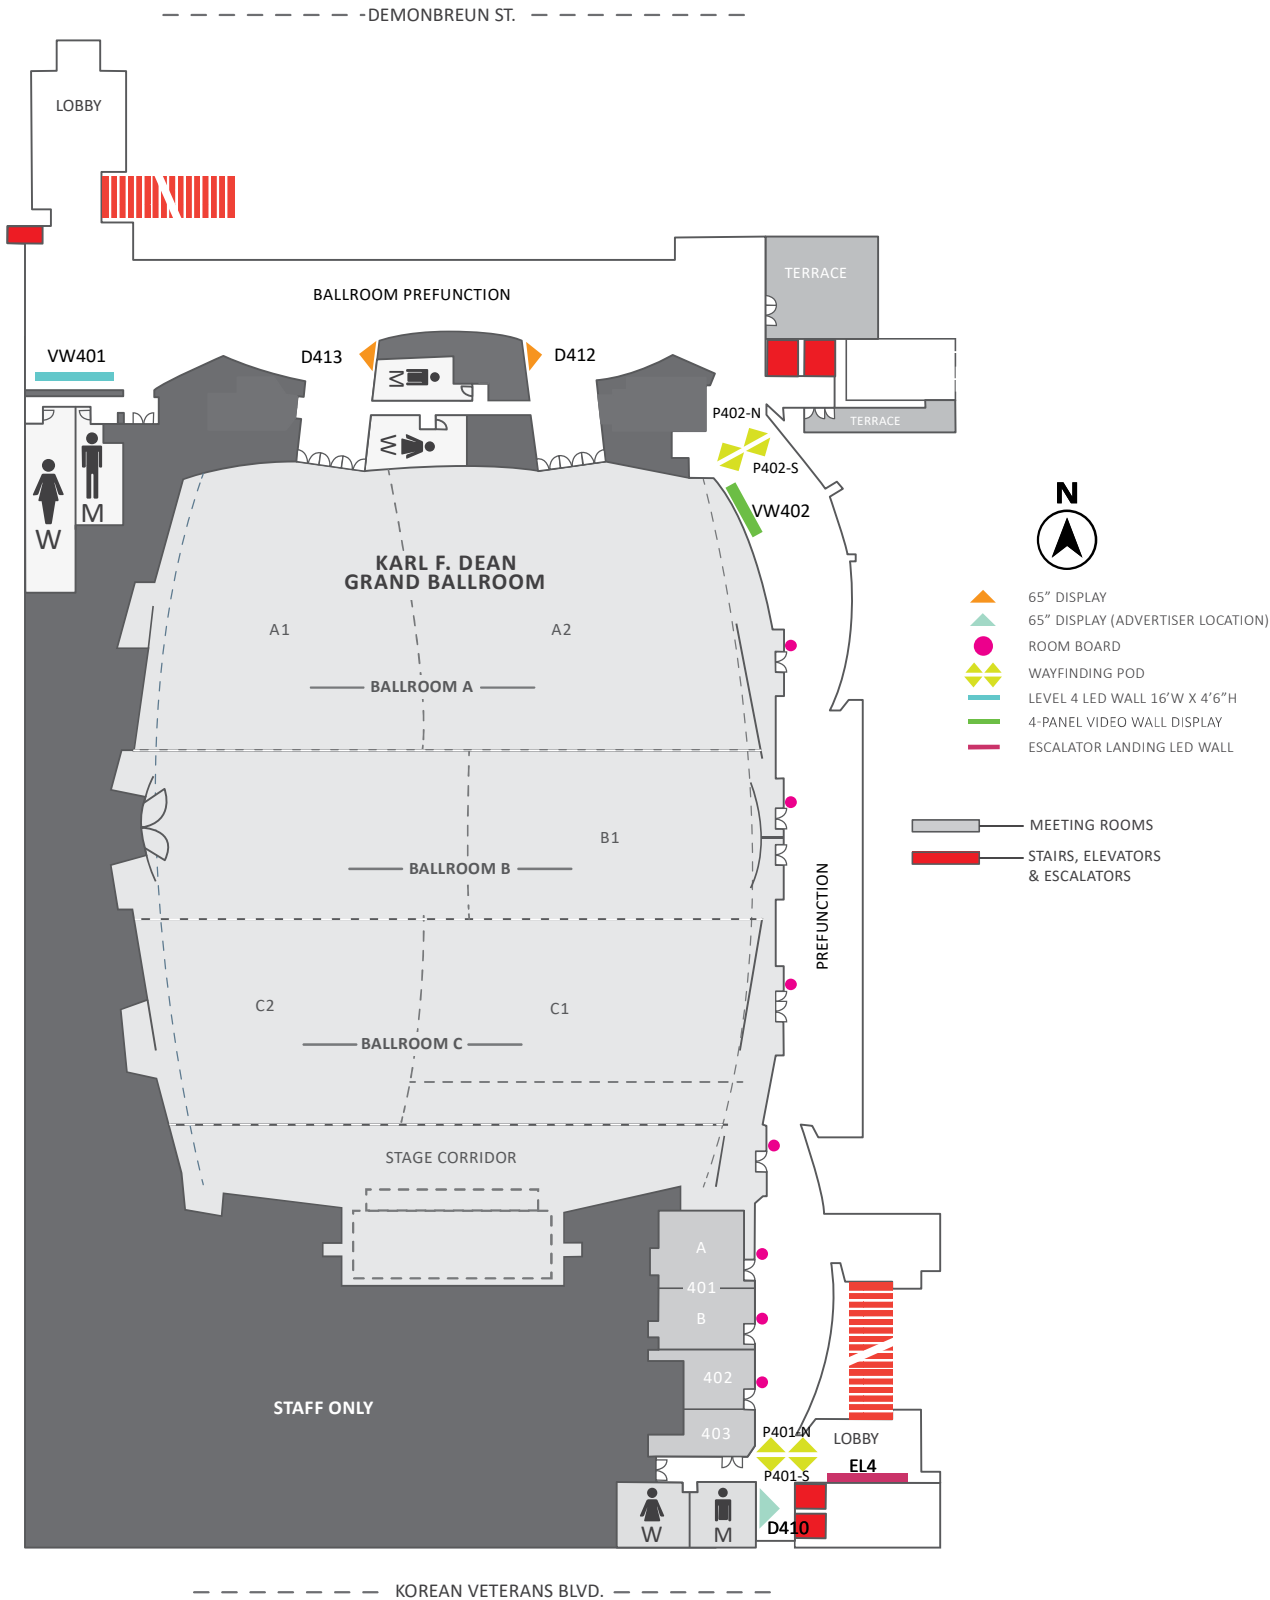 DEMONBREUN ST.
LOBBY
TERRACE
BALLROOM PREFUNCTION
VW401
D413
D412
M
W
P402-N
TERRACE
P402-S
VW402
W
M
N
KARL F. DEAN
GRAND BALLROOM
A1
A2
BALLROOM A
65” DISPLAY
65” DISPLAY (ADVERTISER LOCATION)
ROOM BOARD
WAYFINDING POD
LEVEL 4 LED WALL 16’W X 4’6”H
4-PANEL VIDEO WALL DISPLAY
ESCALATOR LANDING LED WALL
MEETING ROOMS
STAIRS, ELEVATORS
& ESCALATORS
B1
BALLROOM B
PREFUNCTION
C2
C1
BALLROOM C
STAGE CORRIDOR
A
401
B
402
403
STAFF ONLY
P401-N
LOBBY
EL4
P401-S
D410
W
M
KOREAN VETERANS BLVD.